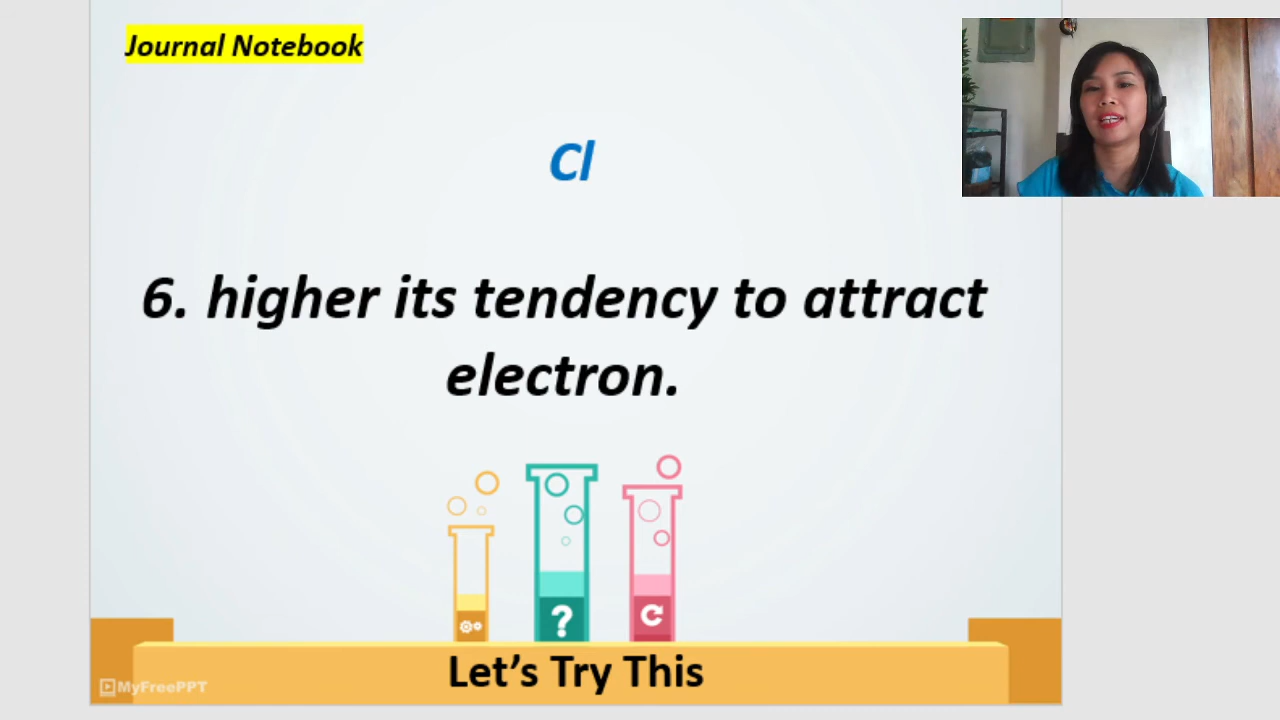 Journal Notebook
Cl
6. higher its tendency to attract
electron.
?
Let's Try This
MyFreePPT